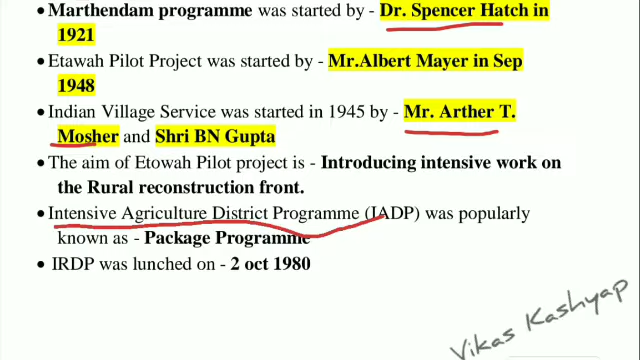 • Marthendam programme was started by - Dr. Spencer Hatch in
1921
• Etawah Pilot Project was started by - Mr.Albert Mayer in Sep
1948
• Indian Village Service was started in 1945 by - Mr. Arther T.
Mosher and Shri BN Gupta
• The aim of Etowah Pilot project is - Introducing intensive work on
the Rural reconstruction front.
• Intensive Agriculture District Programme (IADP) was popularly
known as - Package Programme
• IRDP was lunched on - 2 oct 1980
Vikas Kashyap